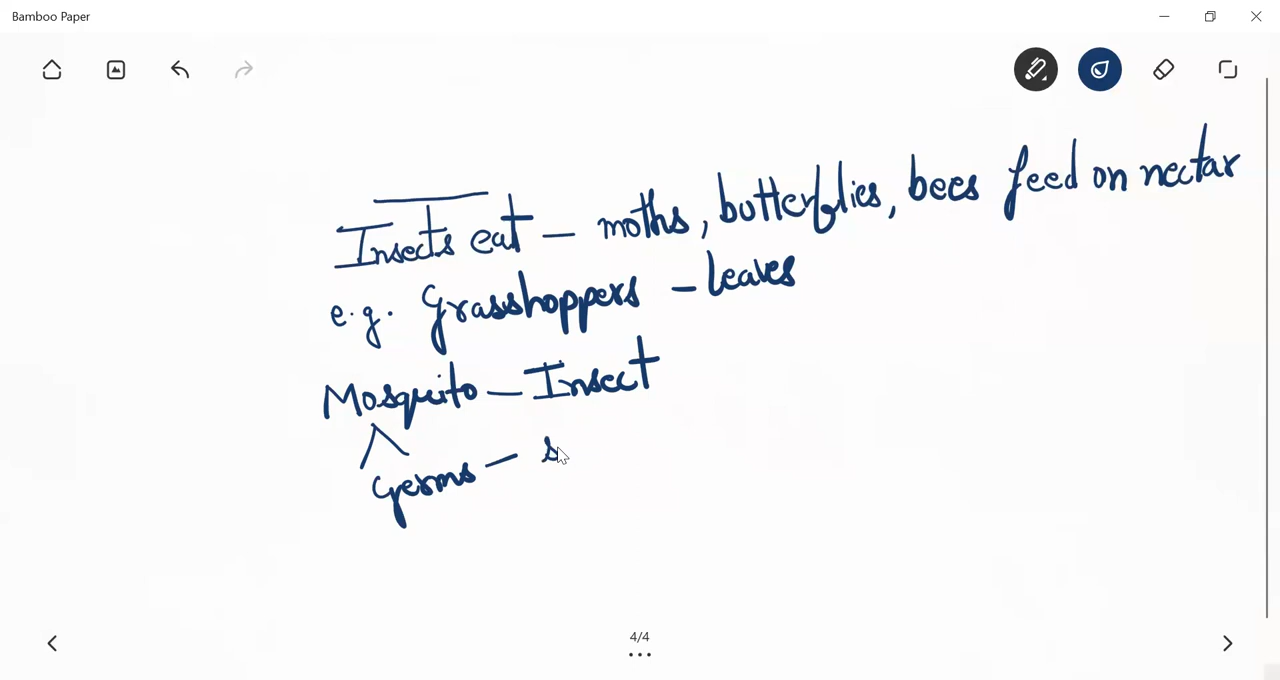 Bamboo Paper
Insects eat – moths, butterflies, bees feed on nectar
e.g. Grasshoppers – leaves
Mosquito – Insect
Germs – s
4/4